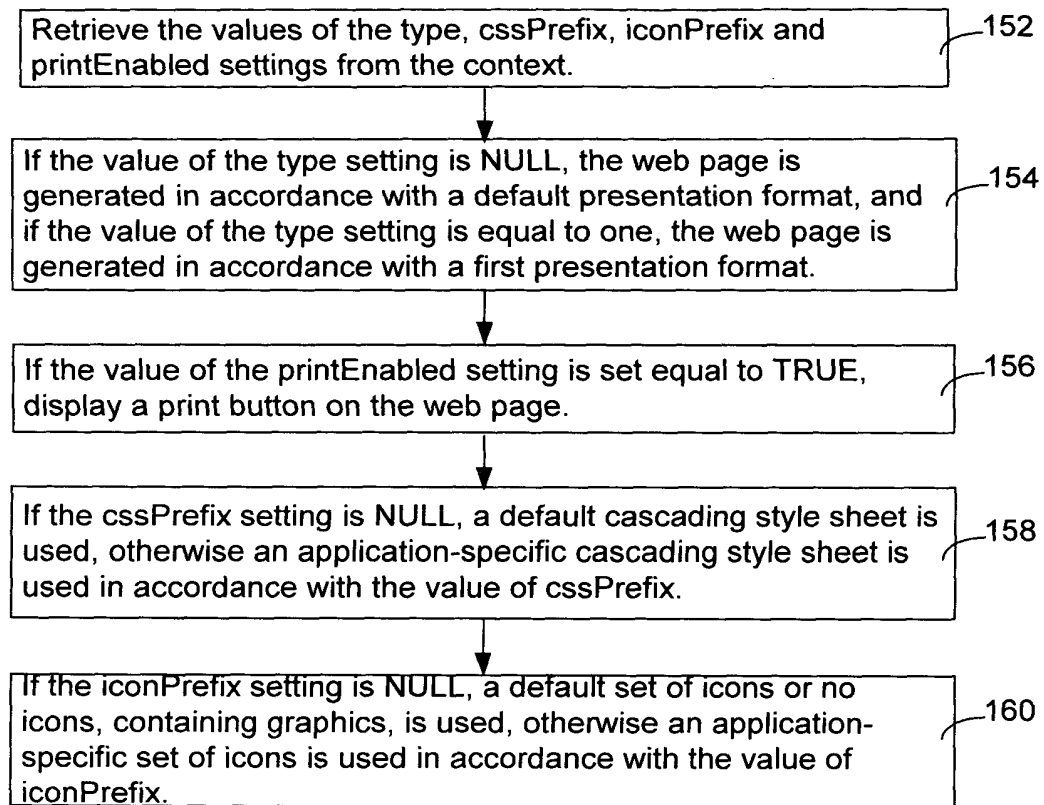 Retrieve the values of the type, cssPrefix, iconPrefix and
printEnabled settings from the context.
152
If the value of the type setting is NULL, the web page is
generated in accordance with a default presentation format, and
if the value of the type setting is equal to one, the web page is
generated in accordance with a first presentation format.
154
If the value of the printEnabled setting is set equal to TRUE,
display a print button on the web page.
156
If the cssPrefix setting is NULL, a default cascading style sheet is
used, otherwise an application-specific cascading style sheet is
used in accordance with the value of cssPrefix.
158
If the iconPrefix setting is NULL, a default set of icons or no
icons, containing graphics, is used, otherwise an application-
specific set of icons is used in accordance with the value of
iconPrefix.
160